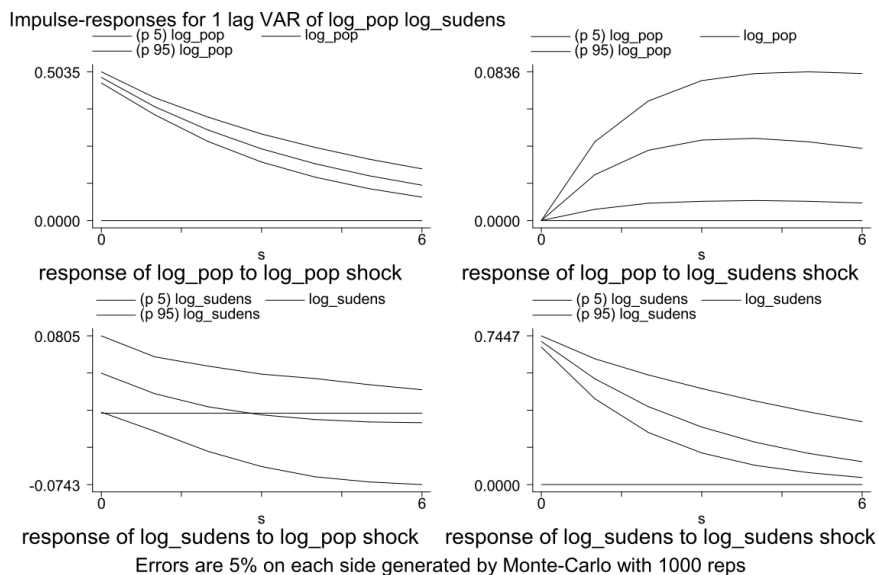 Impulse-responses for 1 lag VAR of log_pop log_sudens
(p 5) log_pop log_pop
(p 95) log_pop
0.5035
0.0000
0 6
s
response of log_pop to log_pop shock
(p 5) log_pop log_pop
(p 95) log_pop
0.0836
0.0000
0 6
s
response of log_pop to log_sudens shock
(p 5) log_sudens log_sudens
(p 95) log_sudens
0.0805
-0.0743
0 6
s
response of log_sudens to log_pop shock
(p 5) log_sudens log_sudens
(p 95) log_sudens
0.7447
0.0000
0 6
s
response of log_sudens to log_sudens shock
Errors are 5% on each side generated by Monte-Carlo with 1000 reps